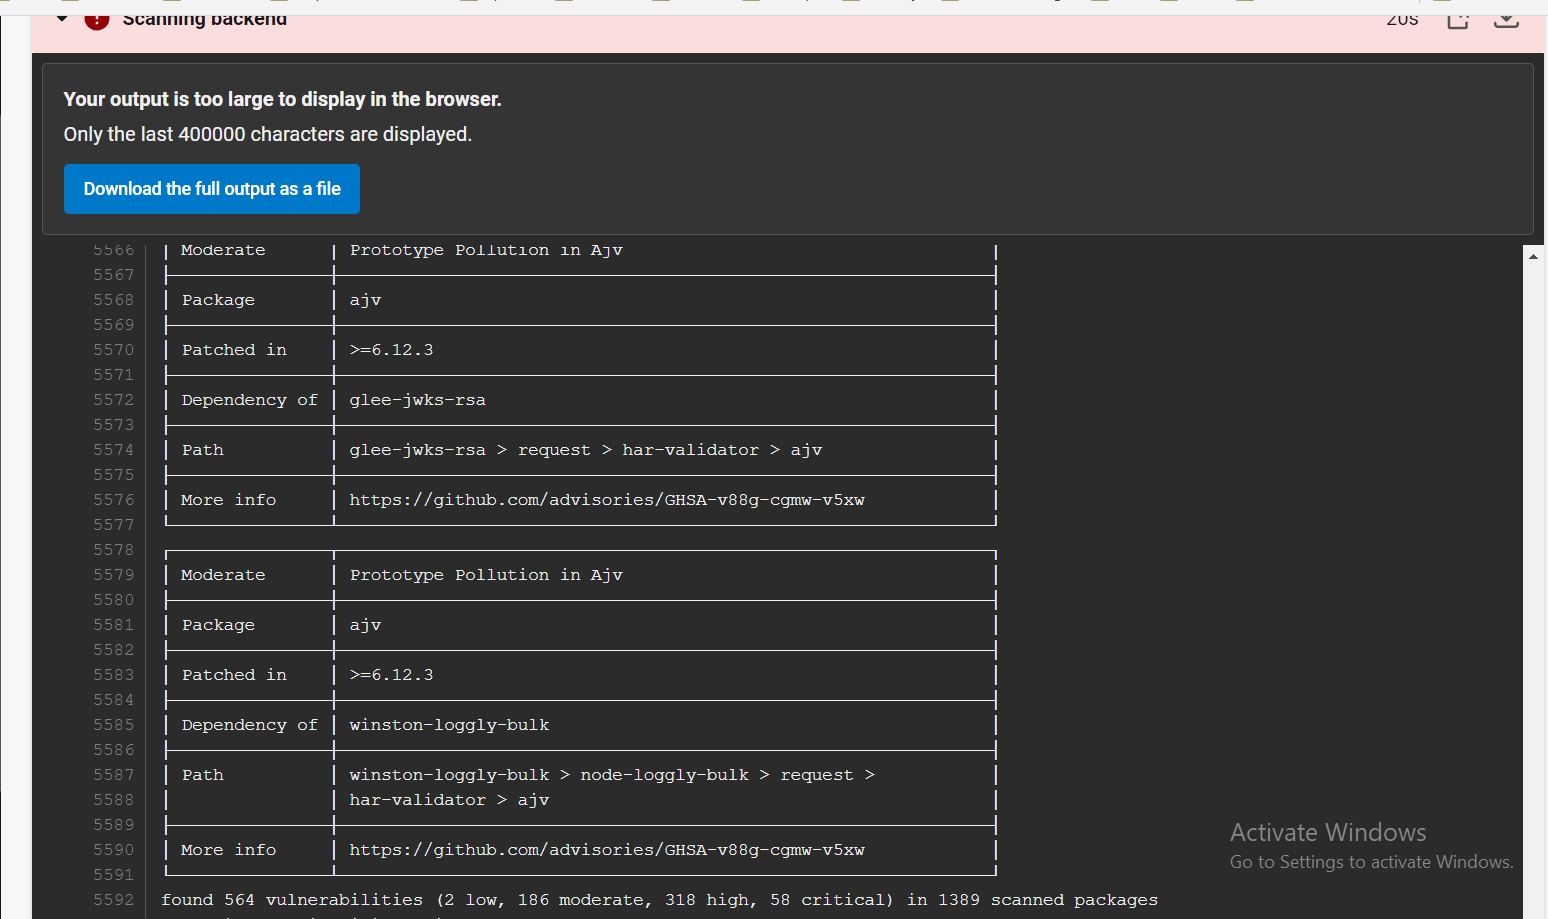 Scanning backend
20s
Your output is too large to display in the browser.
Only the last 400000 characters are displayed.
Download the full output as a file
5566 | Moderate | Prototype Pollution in Ajv |
5567
5568 | Package | ajv |
5569
5570 | Patched in | >=6.12.3 |
5571
5572 | Dependency of | glee-jwks-rsa |
5573
5574 | Path | glee-jwks-rsa > request > har-validator > ajv |
5575
5576 | More info | https://github.com/advisories/GHSA-v88g-cgmw-v5xw |
5577
5578
5579 | Moderate | Prototype Pollution in Ajv |
5580
5581 | Package | ajv |
5582
5583 | Patched in | >=6.12.3 |
5584
5585 | Dependency of | winston-loggly-bulk |
5586
5587 | Path | winston-loggly-bulk > node-loggly-bulk > request > |
5588 | | har-validator > ajv |
5589
5590 | More info | https://github.com/advisories/GHSA-v88g-cgmw-v5xw |
5591
5592 found 564 vulnerabilities (2 low, 186 moderate, 318 high, 58 critical) in 1389 scanned packages
Activate Windows
Go to Settings to activate Windows.